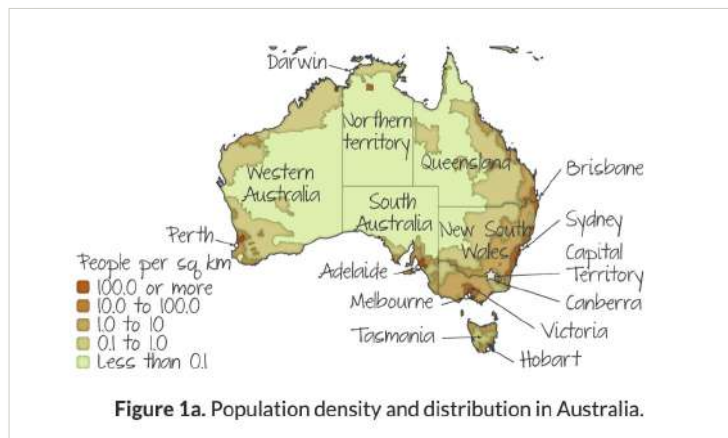 Darwin
Northern
territory
Queensland
Brisbane
Western
Australia
South
Australia
New South
Wales
Sydney
Perth
Capital
Territory
People per sq km
100.0 or more
10.0 to 100.0
1.0 to 10
0.1 to 1.0
Less than 0.1
Adelaide
Canberra
Melbourne
Victoria
Tasmania
Hobart
Figure 1a. Population density and distribution in Australia.